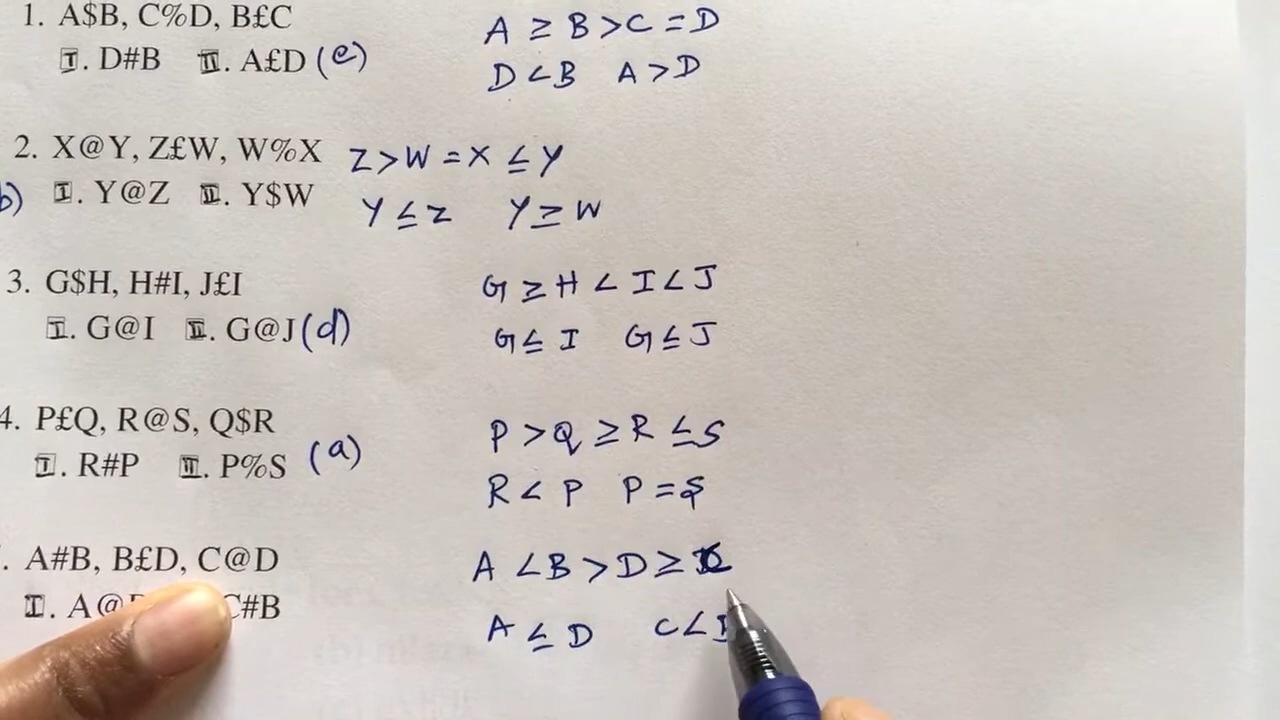 1. A$B, C%D, B£C A ≥ B > C = D
I. D#B II. A£D (e) D < B A > D
2. X@Y, Z£W, W%X Z > W = X ≤ Y
b) I. Y@Z II. Y$W Y ≤ Z Y ≥ W
3. G$H, H#I, J£I G ≥ H < I < J
I. G@I II. G@J (d) G ≤ I G ≤ J
4. P£Q, R@S, Q$R P > Q ≥ R ≤ S
I. R#P II. P%S (a) R < P P = S
. A#B, B£D, C@D A < B > D ≥ C
I. A@ C#B A ≤ D C <